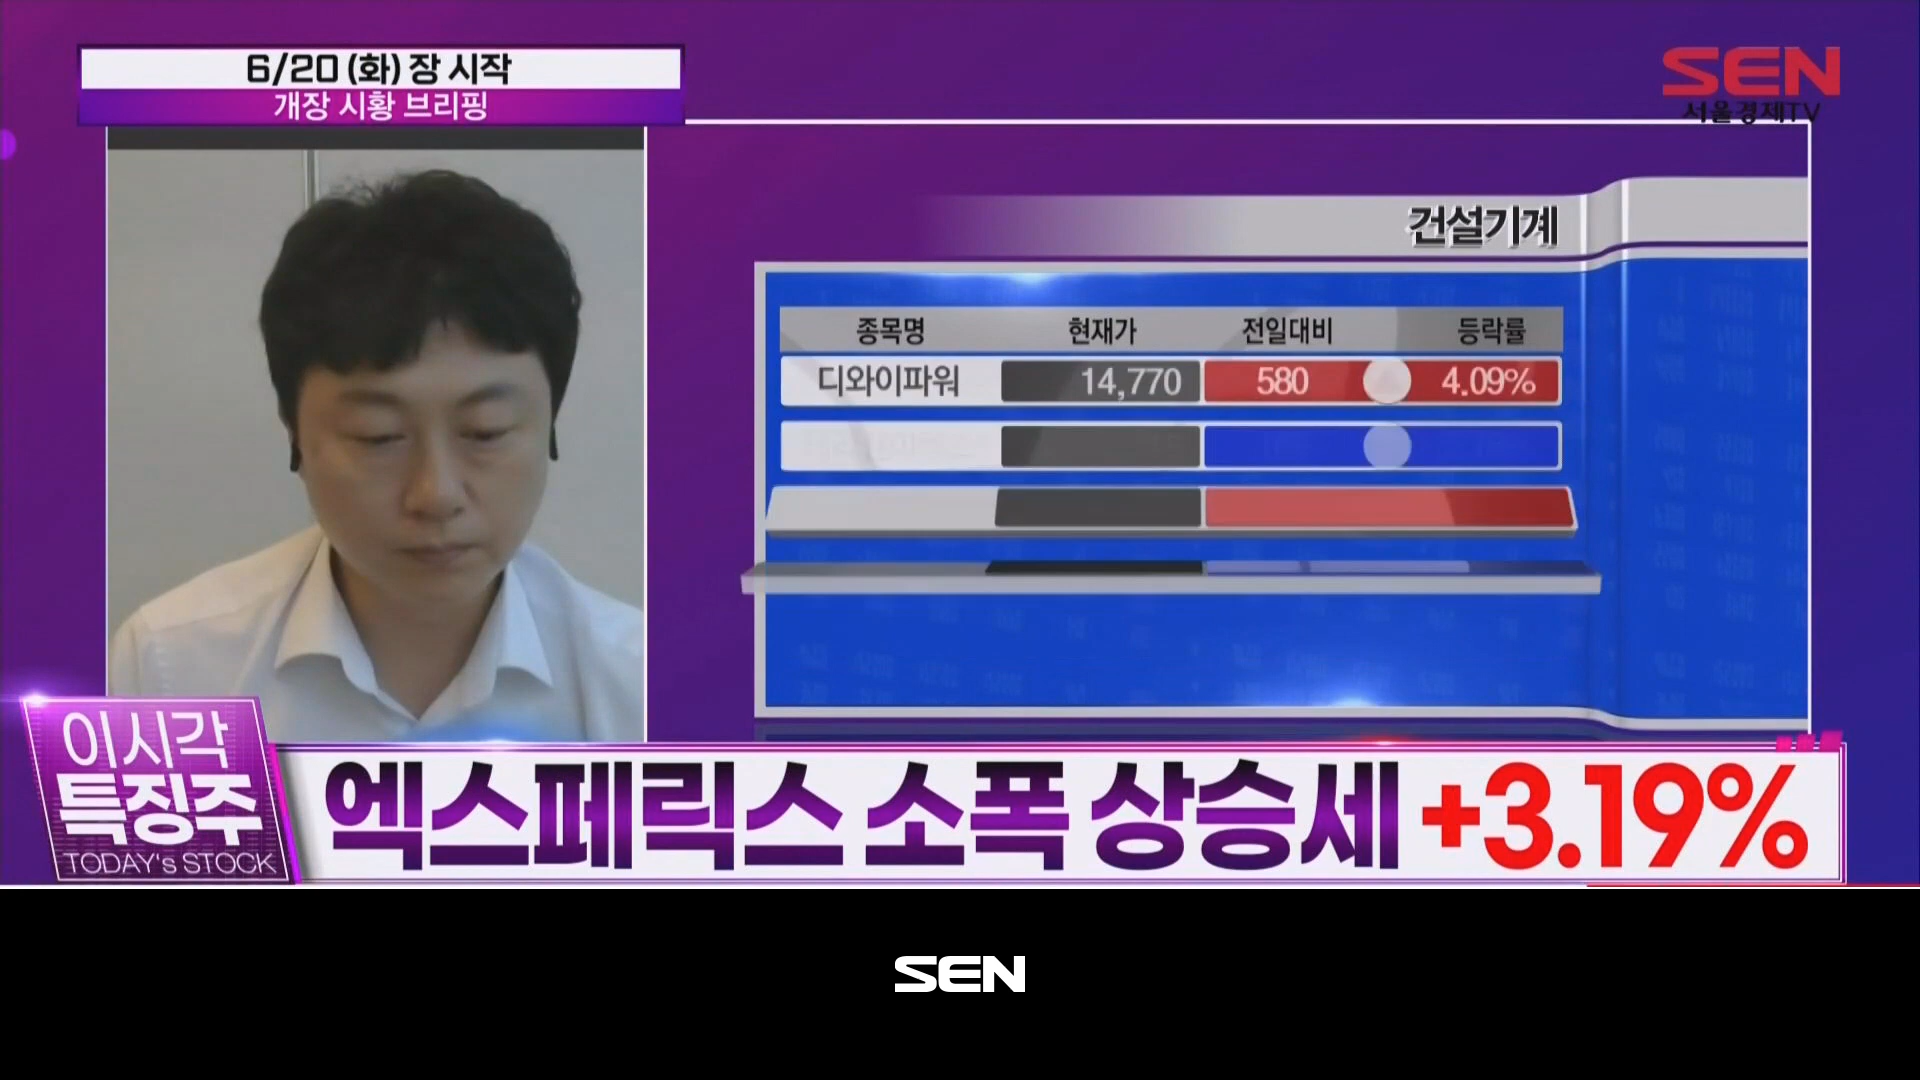 6/20 (화) 장 시작
개장 시황 브리핑
SEN
서울경제TV
건설기계
종목명 현재가 전일대비 등락률
디와이파워 14,770 580 4.09%
이시각
특징주
TODAY's STOCK
엑스페릭스 소폭 상승세 +3.19%
SEN